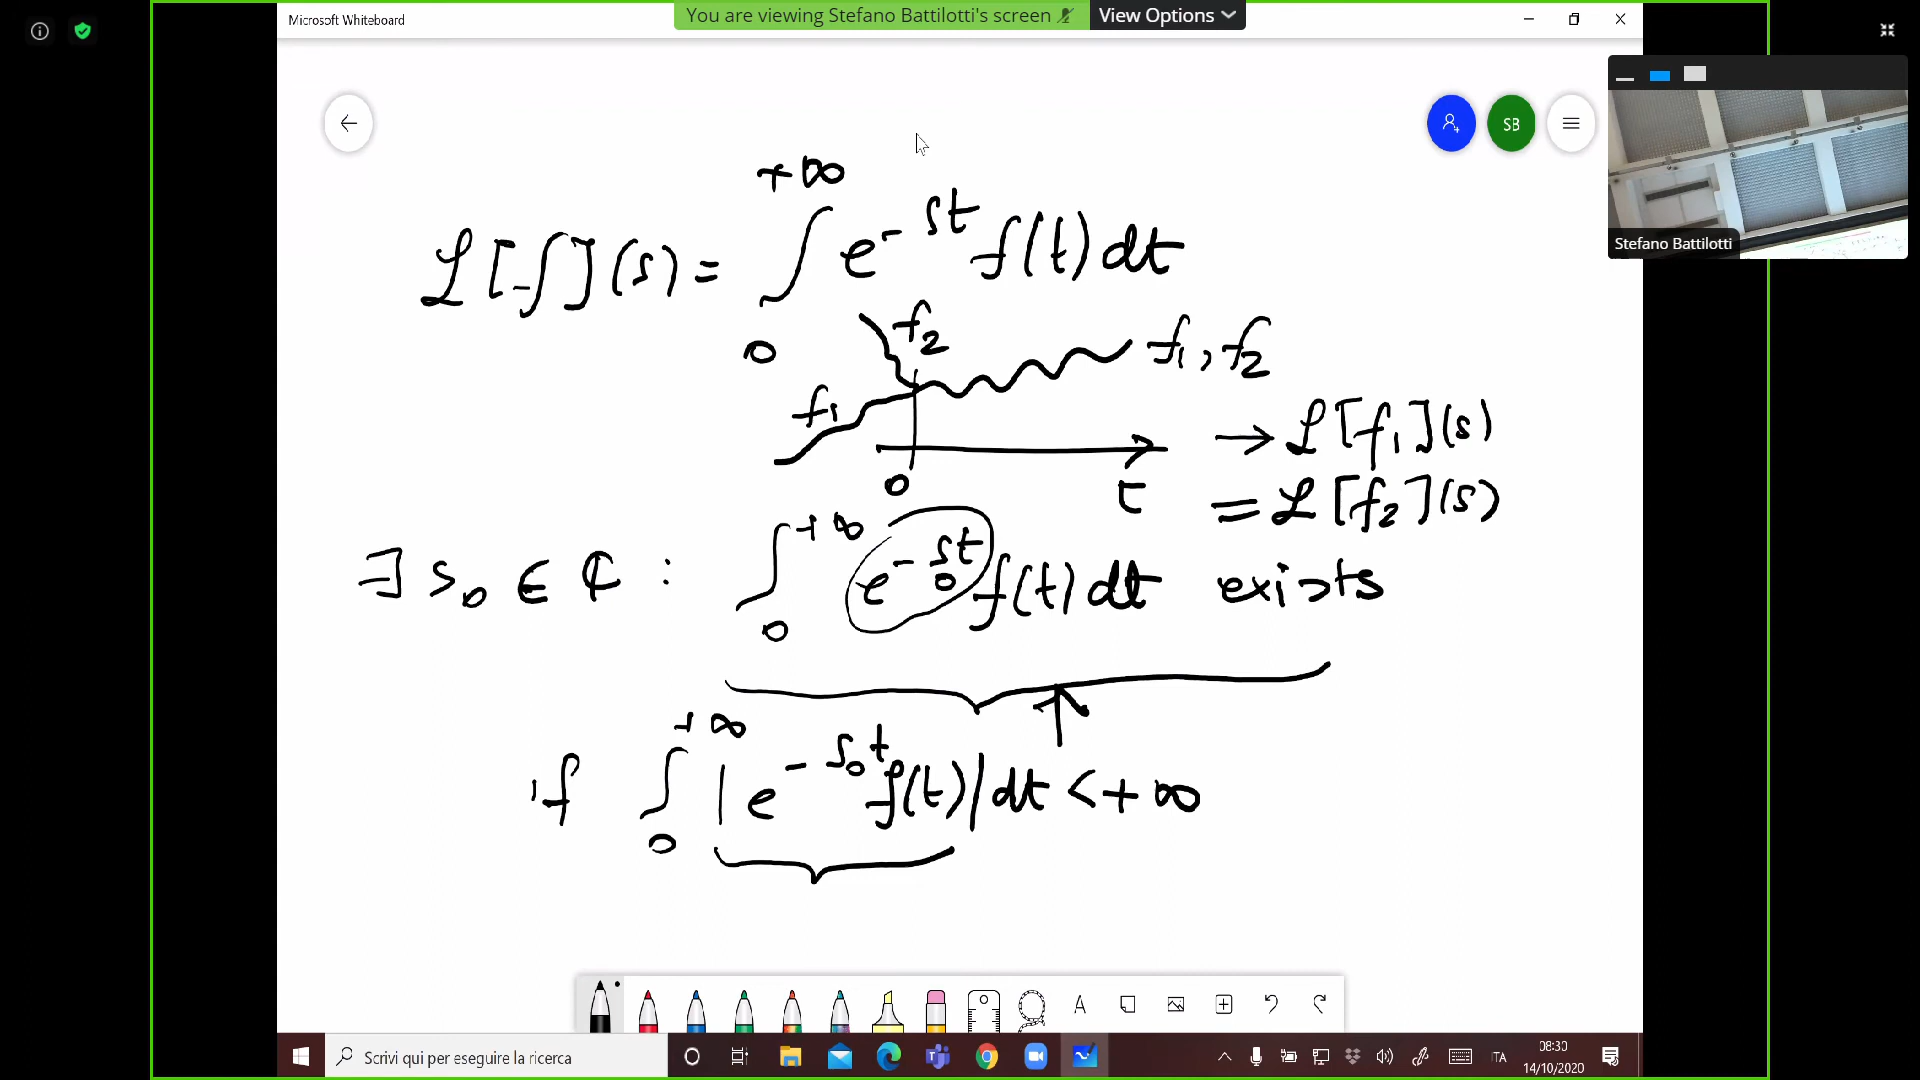 Microsoft Whiteboard
You are viewing Stefano Battilotti's screen
View Options
SB
Stefano Battilotti
ℒ[f](s) = ∫₀^{+∞} e^{-st} f(t) dt
f₂
f₁, f₂
f₁
→ ℒ[f₁](s)
0
t
= ℒ[f₂](s)
∃ s₀ ∈ ℂ : ∫₀^{+∞} e^{-s₀t} f(t) dt exists
if ∫₀^{+∞} |e^{-s₀t} f(t)| dt < +∞
Scrivi qui per eseguire la ricerca
ITA
08:30
14/10/2020